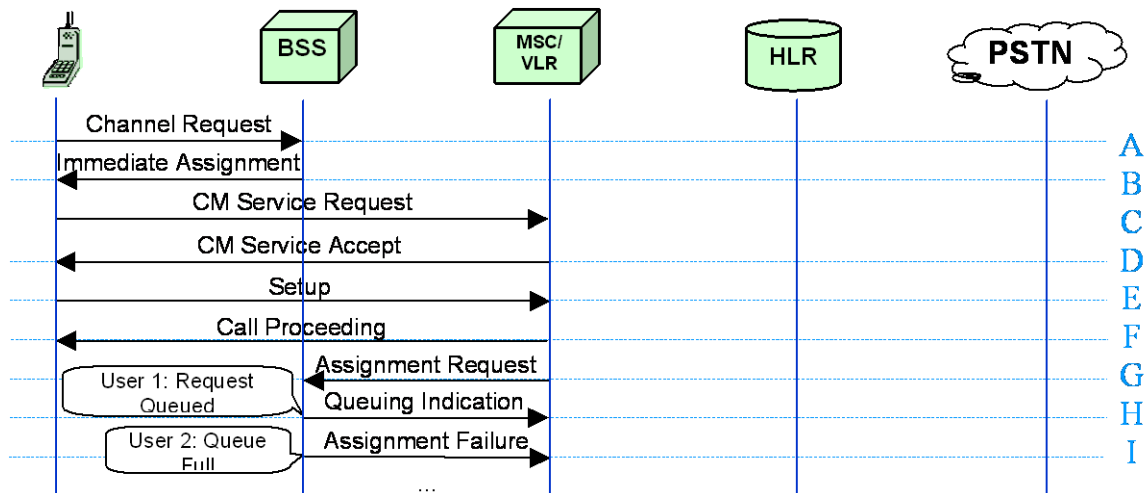 BSS
MSC/
VLR
HLR
PSTN
Channel Request
A
Immediate Assignment
B
CM Service Request
C
CM Service Accept
D
Setup
E
Call Proceeding
F
Assignment Request
G
User 1: Request
Queued
Queuing Indication
H
User 2: Queue
Full
Assignment Failure
I
...